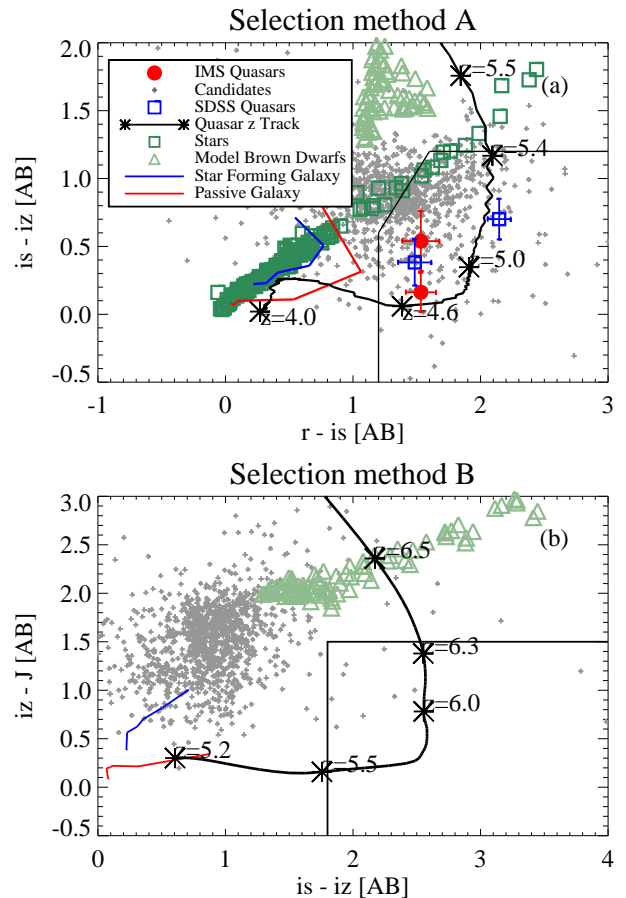 Selection method A
2.0
1.5
1.0
0.5
0.0
-0.5
is - iz [AB]
IMS Quasars
Candidates
SDSS Quasars
Quasar z Track
Stars
Model Brown Dwarfs
Star Forming Galaxy
Passive Galaxy
z=5.5
(a)
z=5.4
z=5.0
z=4.0
z=4.6
-1 0 1 2 3
r - is [AB]
Selection method B
3.0
2.5
2.0
1.5
1.0
0.5
0.0
-0.5
iz - J [AB]
(b)
z=6.5
z=6.3
z=6.0
z=5.2
z=5.5
0 1 2 3 4
is - iz [AB]